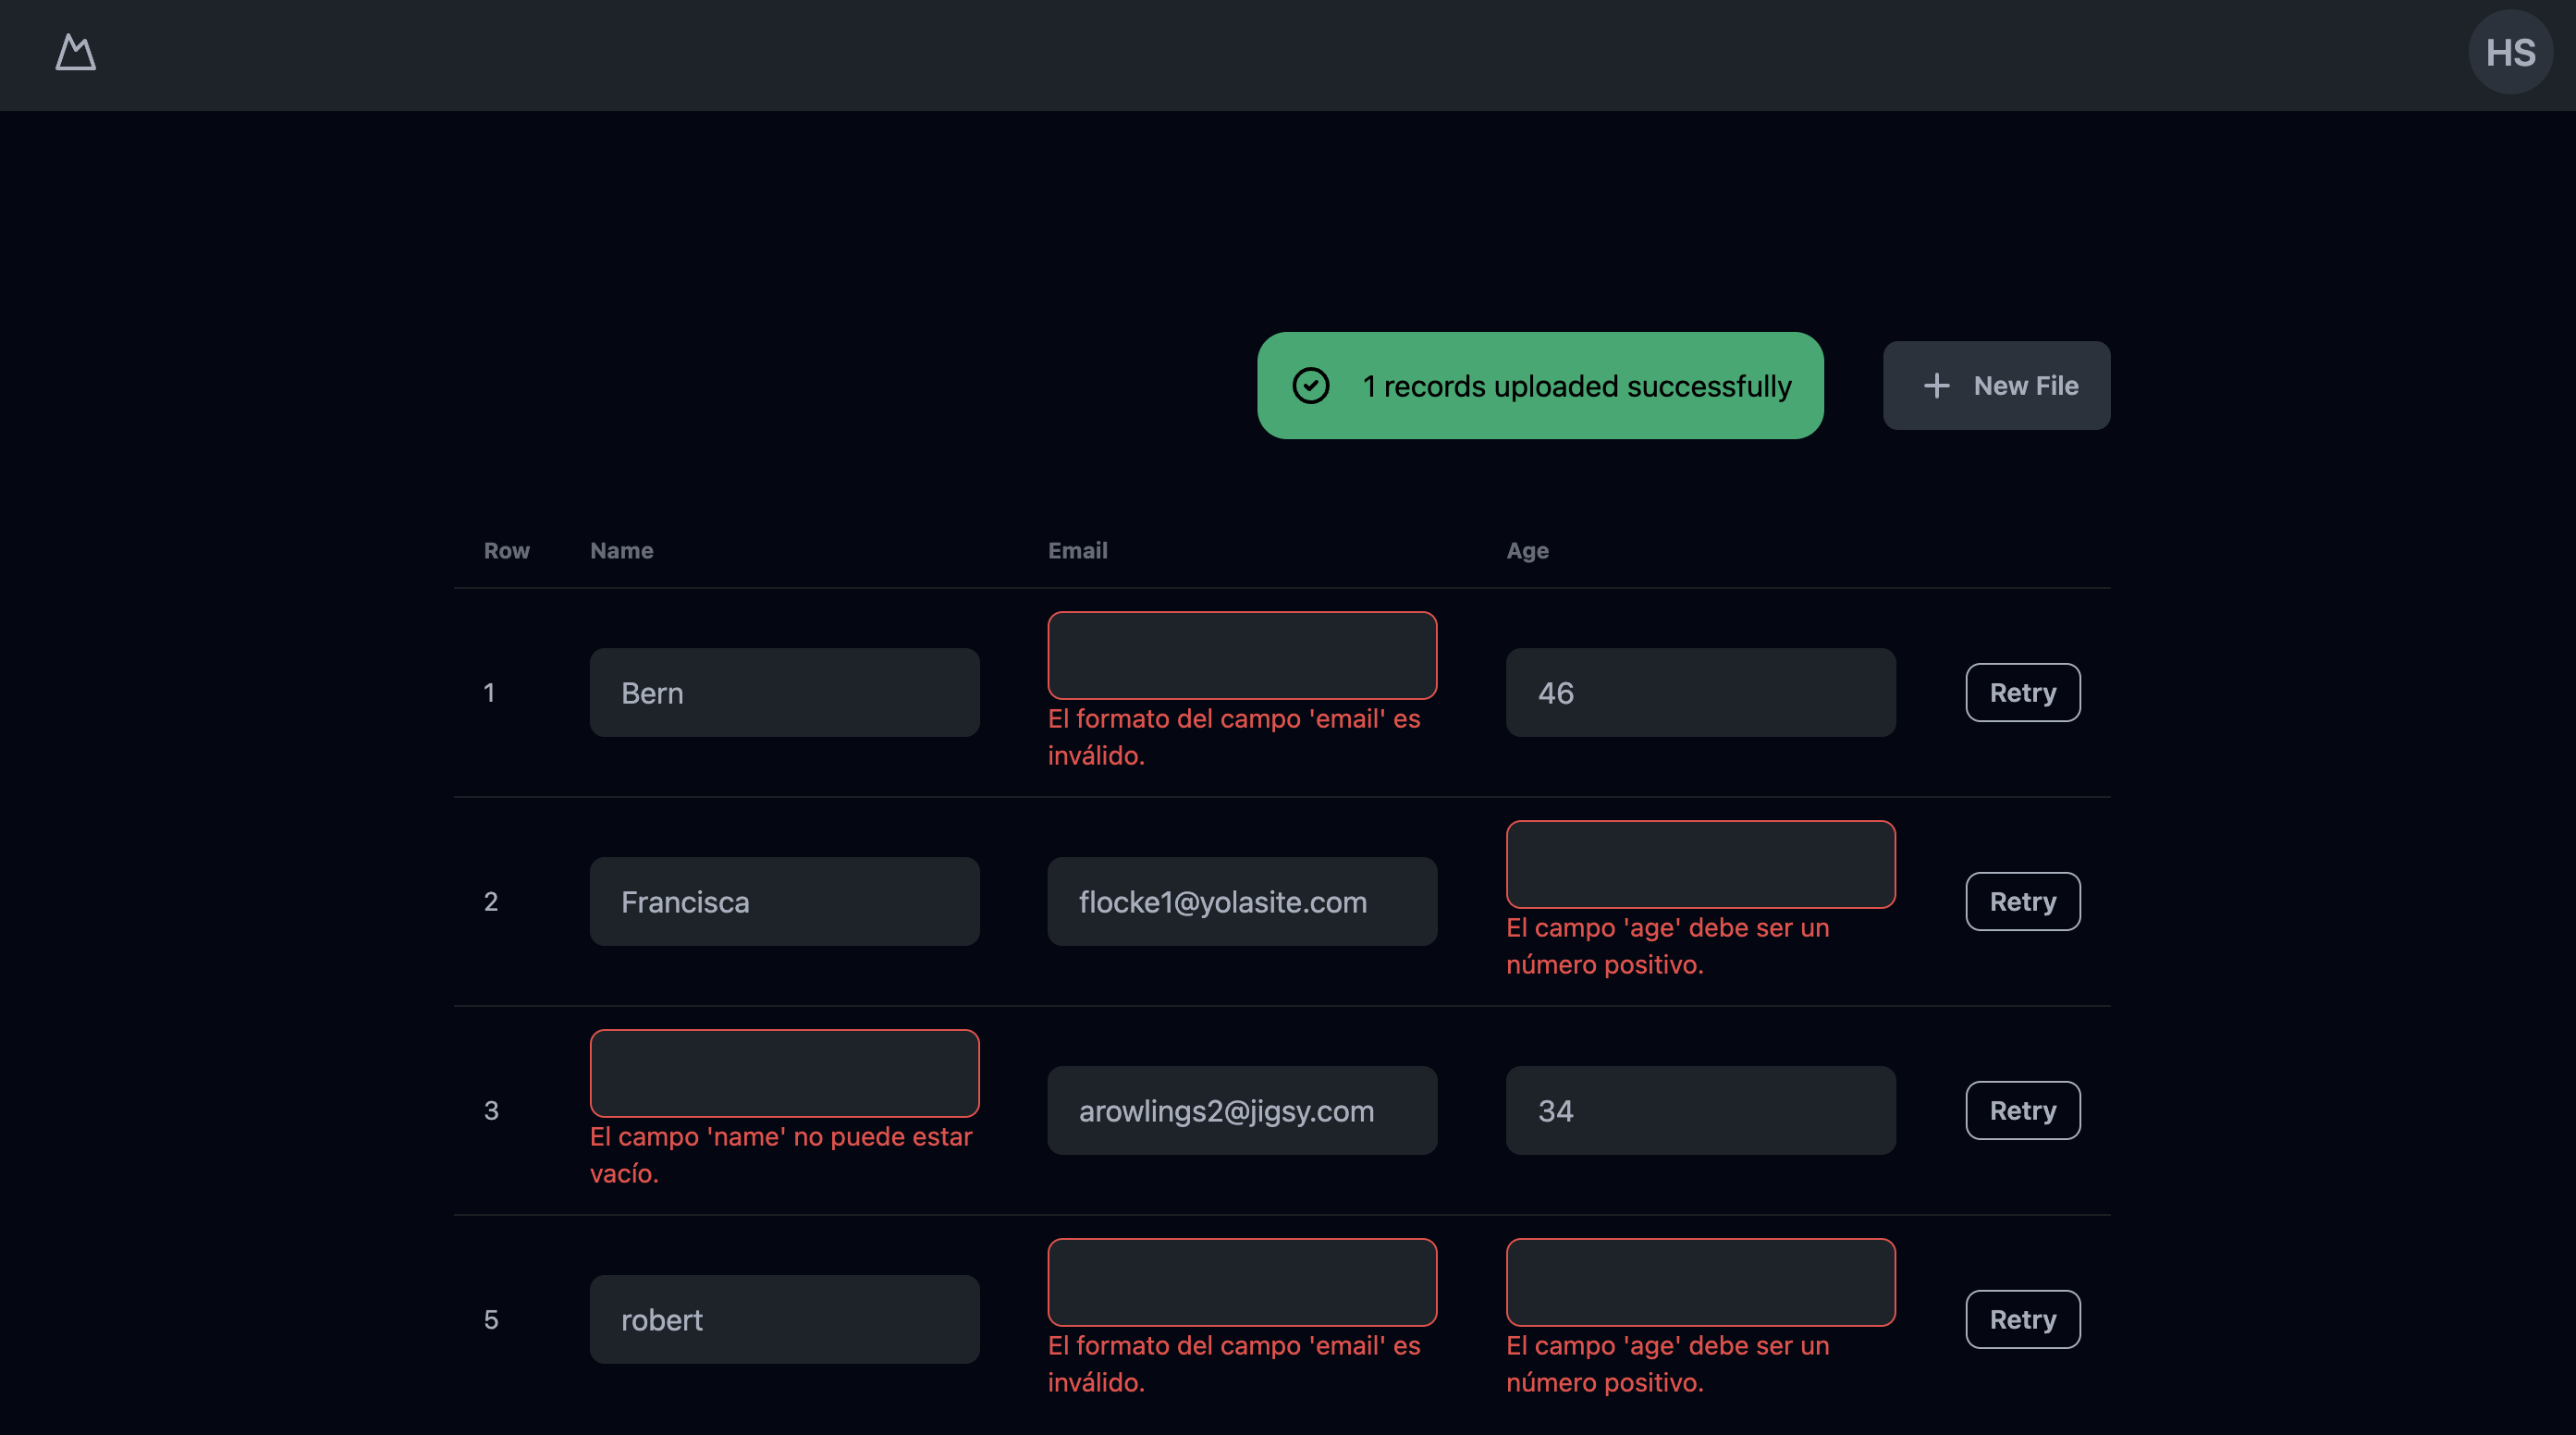 HS
1 records uploaded successfully
New File
Row Name Email Age
1 Bern 46 Retry
El formato del campo 'email' es
inválido.
2 Francisca flocke1@yolasite.com Retry
El campo 'age' debe ser un
número positivo.
3 arowlings2@jigsy.com 34 Retry
El campo 'name' no puede estar
vacío.
5 robert Retry
El formato del campo 'email' es
inválido.
El campo 'age' debe ser un
número positivo.